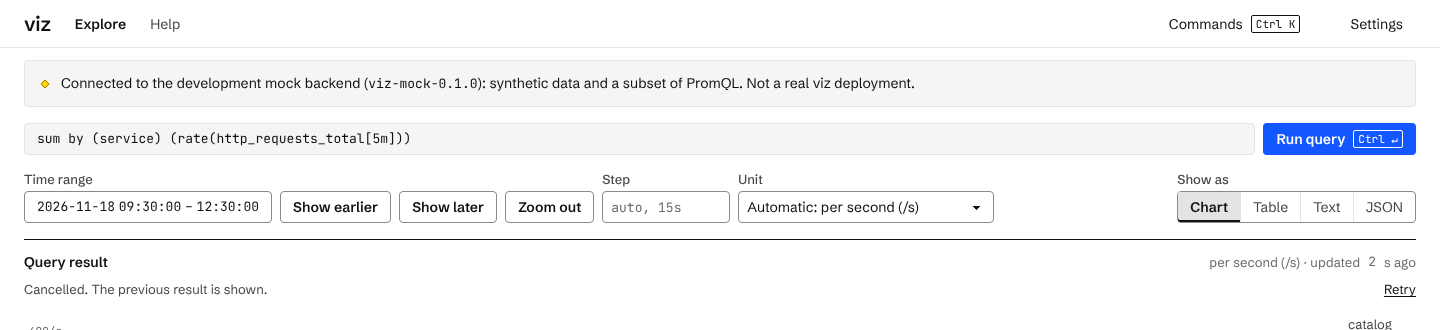 viz Explore Help Commands Ctrl K Settings
Connected to the development mock backend (viz-mock-0.1.0): synthetic data and a subset of PromQL. Not a real viz deployment.
sum by (service) (rate(http_requests_total[5m])) Run query Ctrl ↵
Time range Step Unit Show as
2026-11-18 09:30:00 – 12:30:00 Show earlier Show later Zoom out auto, 15s Automatic: per second (/s) Chart Table Text JSON
Query result per second (/s) · updated 2 s ago
Cancelled. The previous result is shown. Retry
catalog